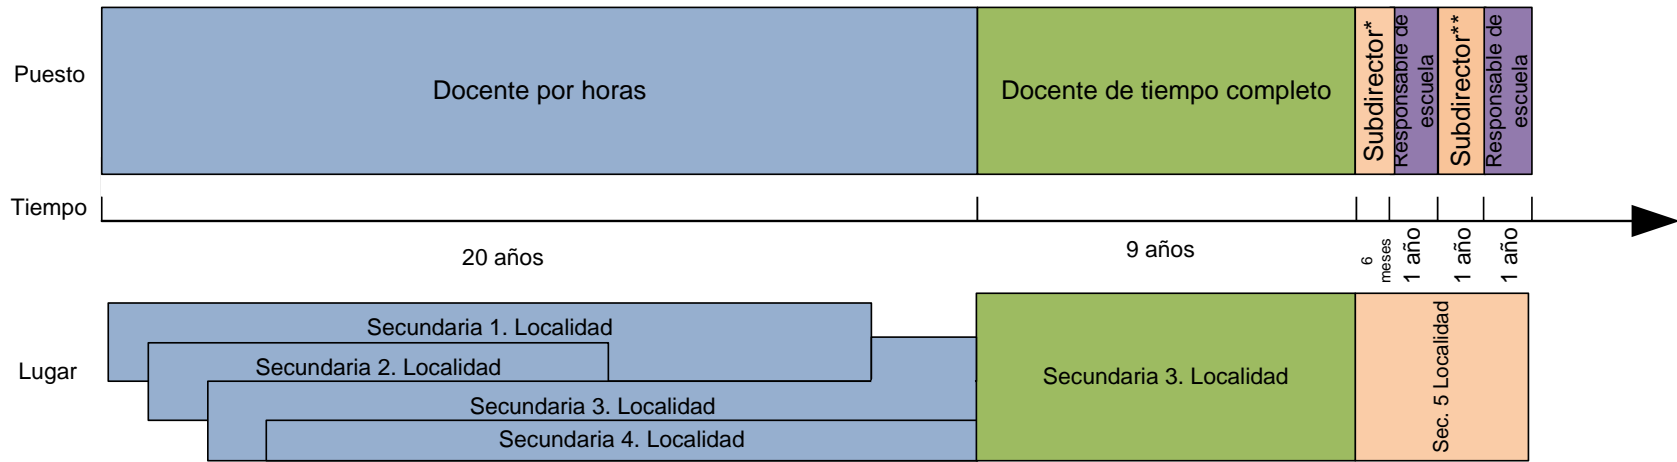 Puesto
Docente por horas
Docente de tiempo completo
Subdirector*
Responsable de
escuela
Subdirector**
Responsable de
escuela
Tiempo
20 años
9 años
6
meses
1 año
1 año
1 año
Lugar
Secundaria 1. Localidad
Secundaria 2. Localidad
Secundaria 3. Localidad
Secundaria 4. Localidad
Secundaria 3. Localidad
Sec. 5 Localidad